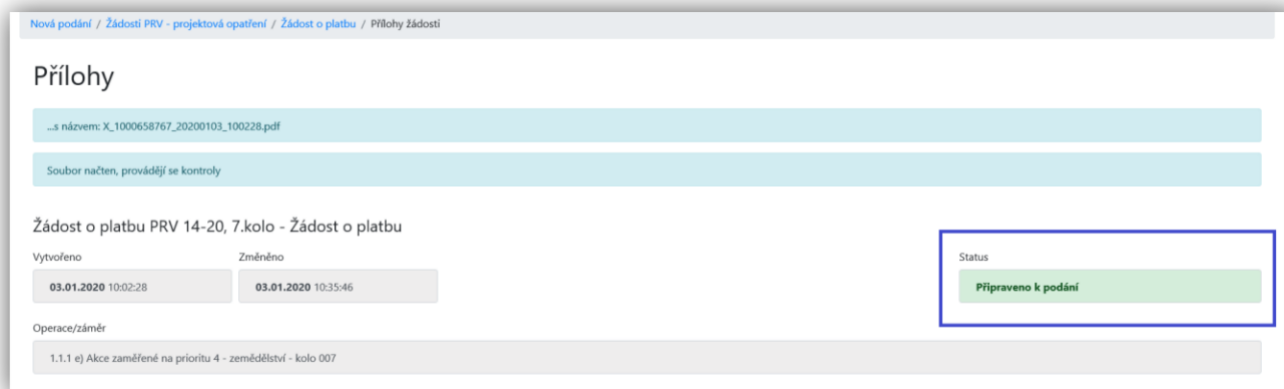 Nová podání / Žádosti PRV - projektová opatření / Žádost o platbu / Přílohy žádosti
Přílohy
...s názvem: X_1000658767_20200103_100228.pdf
Soubor načten, provádějí se kontroly
Žádost o platbu PRV 14-20, 7.kolo - Žádost o platbu
Vytvořeno Změněno Status
03.01.2020 10:02:28 03.01.2020 10:35:46 Připraveno k podání
Operace/záměr
1.1.1 e) Akce zaměřené na prioritu 4 - zemědělství - kolo 007